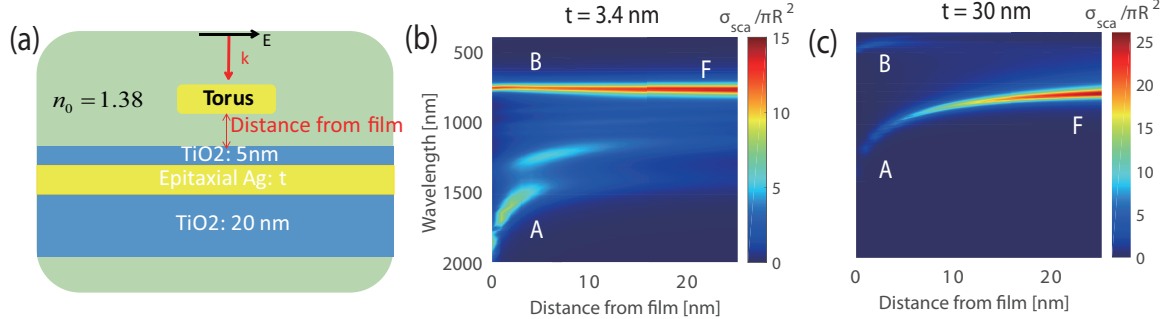 (a)
E
k
n₀ = 1.38
Torus
Distance from film
TiO2: 5nm
Epitaxial Ag: t
TiO2: 20 nm
(b)
t = 3.4 nm
σ_sca/πR²
B
F
A
500
1000
1500
2000
Wavelength [nm]
0
10
20
Distance from film [nm]
15
10
5
0
(c)
t = 30 nm
σ_sca/πR²
B
F
A
0
10
20
Distance from film [nm]
25
20
15
10
5
0